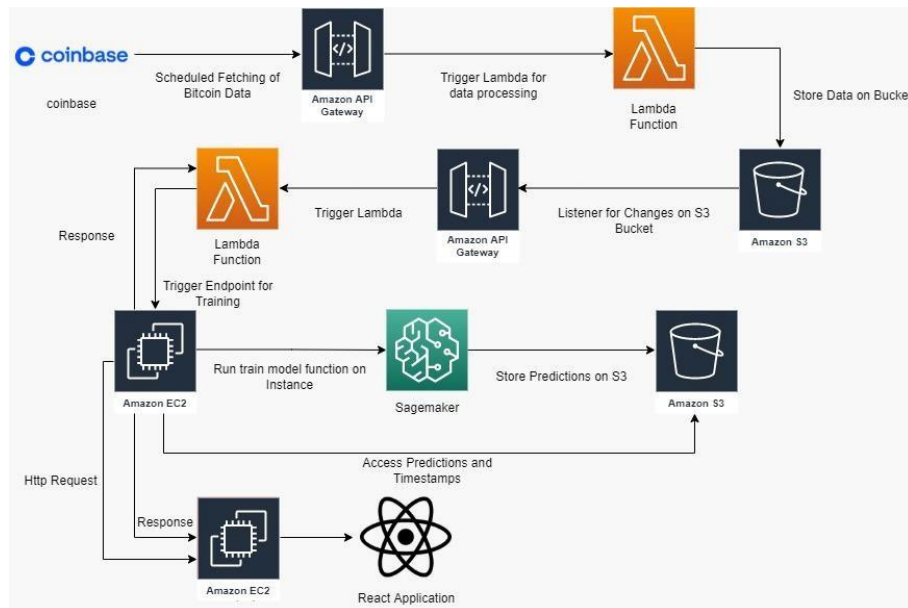 coinbase
coinbase
Scheduled Fetching of
Bitcoin Data
Amazon API
Gateway
Trigger Lambda for
data processing
Lambda
Function
Store Data on Bucke
Response
Lambda
Function
Trigger Lambda
Amazon API
Gateway
Listener for Changes on S3
Bucket
Amazon S3
Trigger Endpoint for
Training
Amazon EC2
Run train model function on
Instance
Sagemaker
Store Predictions on S3
Amazon S3
Access Predictions and
Timestamps
Http Request
Response
Amazon EC2
React Application